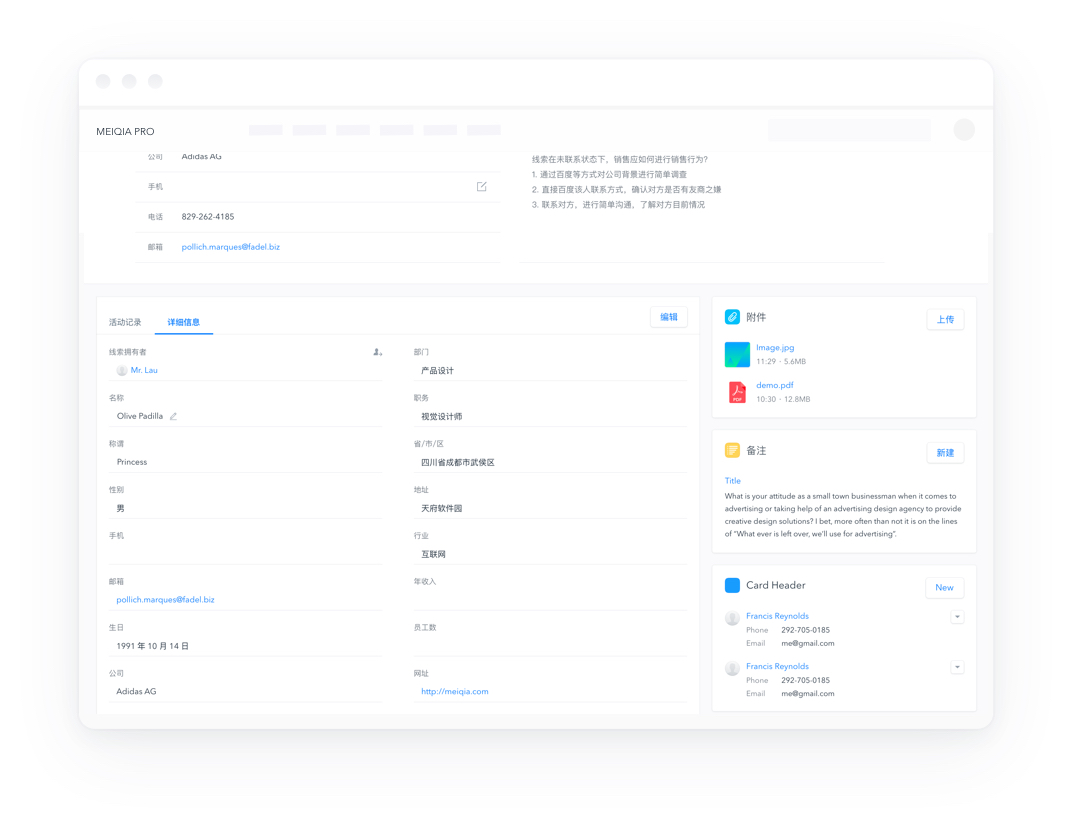 MEIQIA PRO
公司 Adidas AG
手机
电话 829-262-4185
邮箱 pollich.marques@fadel.biz
线索在未联系状态下，销售应如何进行销售行为?
1. 通过百度等方式对公司背景进行简单调查
2. 直接百度该人联系方式，确认对方是否有发商之嫌
3. 联系对方，进行简单沟通，了解对方目前情况
活动记录 详细信息 编辑
线索拥有者
Mr. Lau
名称
Olive Padilla
称谓
Princess
性别
男
手机
邮箱
pollich.marques@fadel.biz
生日
1991 年 10 月 14 日
公司
Adidas AG
部门
产品设计
职务
视觉设计师
省/市/区
四川省成都市武侯区
地址
天府软件园
行业
互联网
年收入
员工数
网址
http://meiqia.com
附件 上传
Image.jpg
11:29 - 5.6MB
PDF
demo.pdf
10:30 - 12.8MB
备注 新建
Title
What is your attitude as a small town businessman when it comes to
advertising or taking help of an advertising design agency to provide
creative design solutions? I bet, more often than not it is on the lines
of “What ever is left over, we’ll use for advertising”.
Card Header New
Francis Reynolds
Phone 292-705-0185
Email me@gmail.com
Francis Reynolds
Phone 292-705-0185
Email me@gmail.com